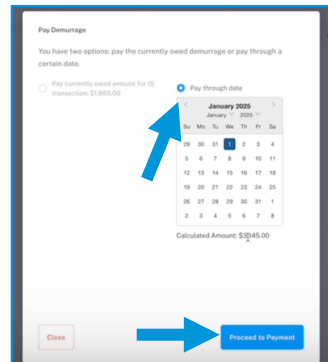 Pay Demurrage
You have two options: pay the currently owed demurrage or pay through a
certain date.
Pay currently owed amount for (1)
transaction: $1,865.00
Pay through date
January 2025
January 2025
Su Mo Tu We Th Fr Sa
29 30 31 1 2 3 4
5 6 7 8 9 10 11
12 13 14 15 16 17 18
19 20 21 22 23 24 25
26 27 28 29 30 31 1
2 3 4 5 6 7 8
Calculated Amount:
Close
Proceed to Payment